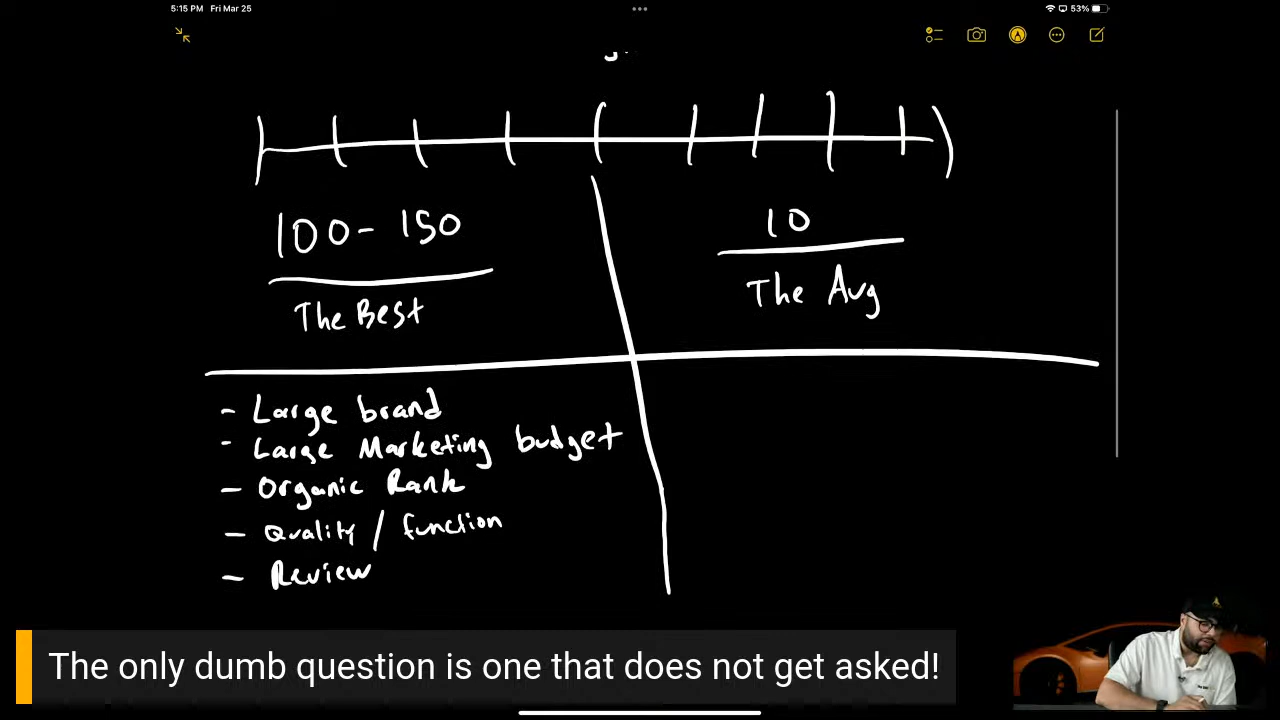 5:15 PM Fri Mar 25
53%
100 - 150
10
The Best
The Avg
- Large brand
- Large Marketing budget
- Organic Rank
- Quality / function
- Review
The only dumb question is one that does not get asked!